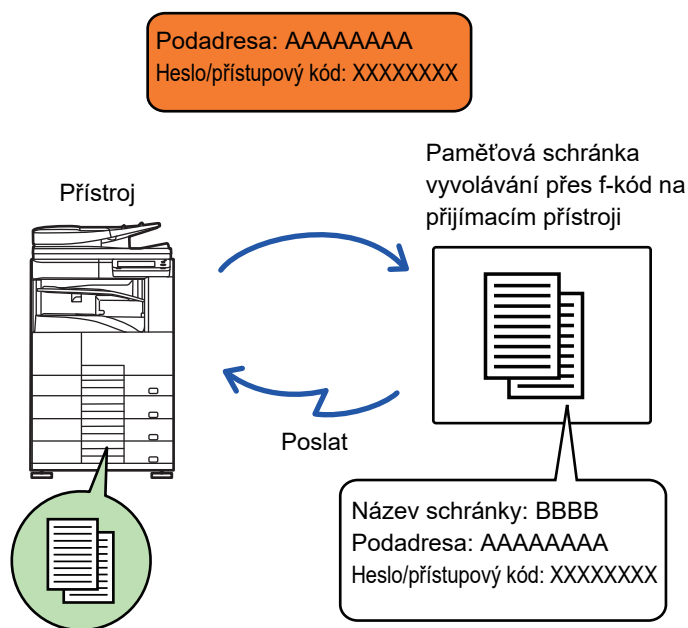 Podadresa: AAAAAAAA
Heslo/přístupový kód: XXXXXXXX
Přístroj
Paměťová schránka
vyvolávání přes f-kód na
přijímacím přístroji
Poslat
Název schránky: BBBB
Podadresa: AAAAAAAA
Heslo/přístupový kód: XXXXXXXX